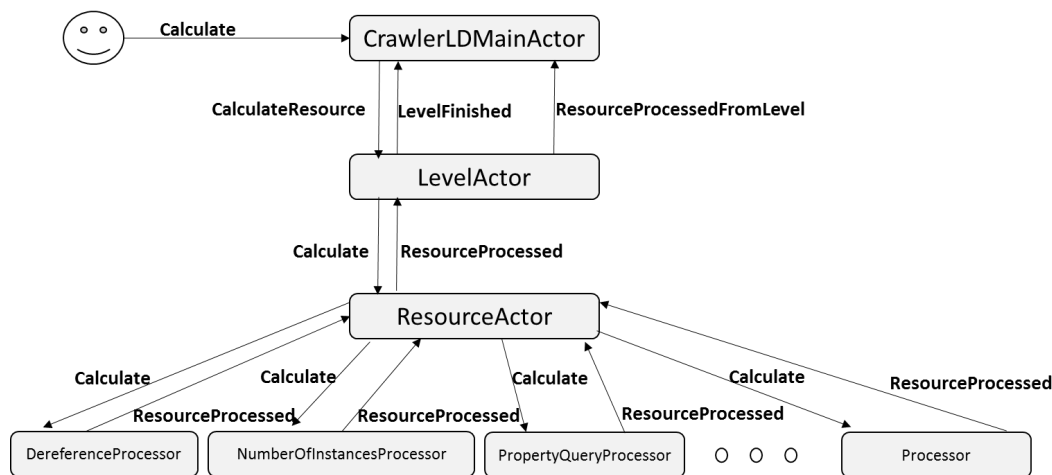 Calculate
CrawlerLDMainActor
CalculateResource
LevelFinished
ResourceProcessedFromLevel
LevelActor
Calculate
ResourceProcessed
ResourceActor
Calculate
Calculate
Calculate
Calculate
ResourceProcessed
ResourceProcessed
ResourceProcessed
ResourceProcessed
DereferenceProcessor
NumberOfInstancesProcessor
PropertyQueryProcessor
Processor